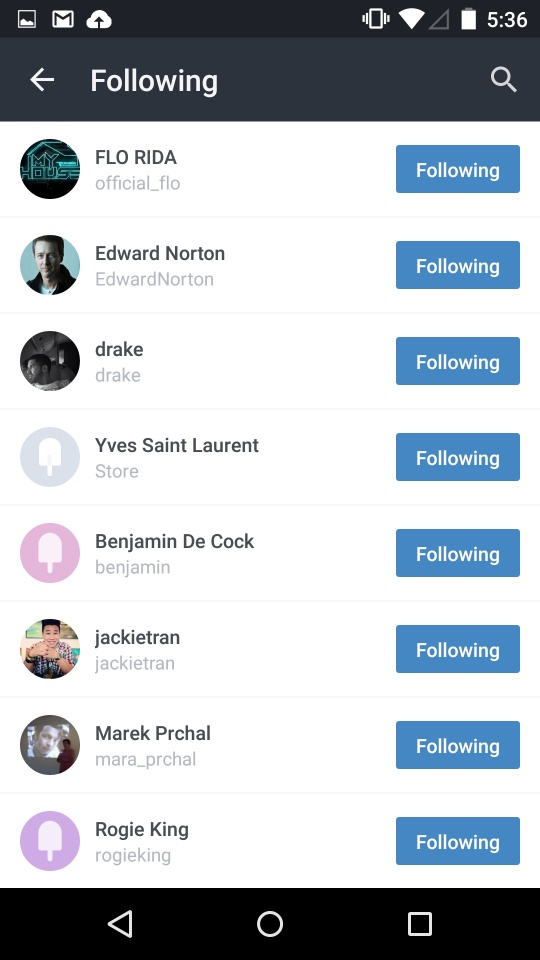 5:36
Following
MY
HOUSE
FLO RIDA
official_flo
Following
Edward Norton
EdwardNorton
Following
drake
drake
Following
Yves Saint Laurent
Store
Following
Benjamin De Cock
benjamin
Following
jackietran
jackietran
Following
Marek Prchal
mara_prchal
Following
Rogie King
rogieking
Following